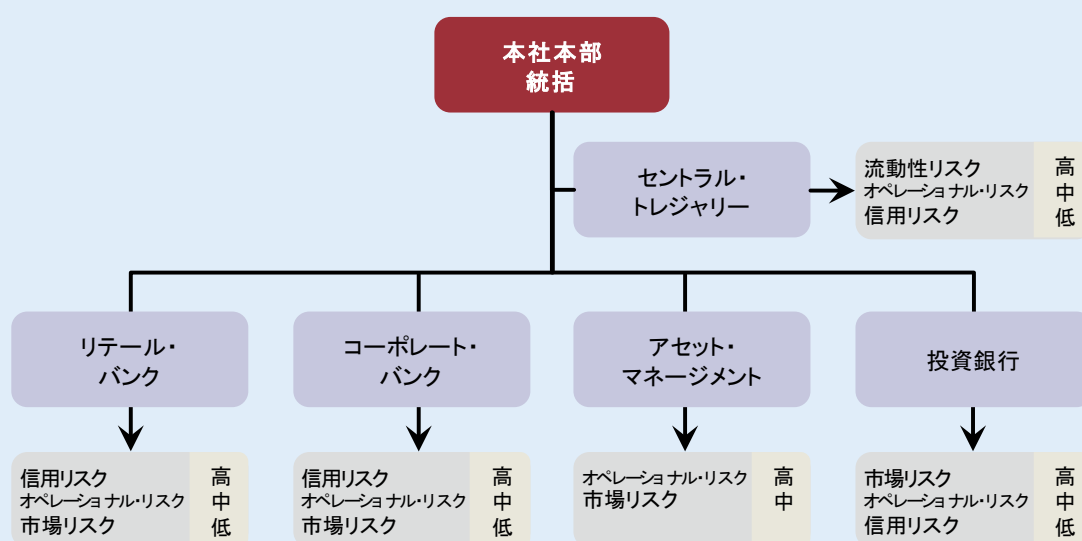 本社本部
統括
セントラル・
トレジャリー
流動性リスク 高
オペレーショナル・リスク 中
信用リスク 低
リテール・
バンク
コーポレート・
バンク
アセット・
マネージメント
投資銀行
信用リスク 高
オペレーショナル・リスク 中
市場リスク 低
信用リスク 高
オペレーショナル・リスク 中
市場リスク 低
オペレーショナル・リスク 高
市場リスク 中
市場リスク 高
オペレーショナル・リスク 中
信用リスク 低